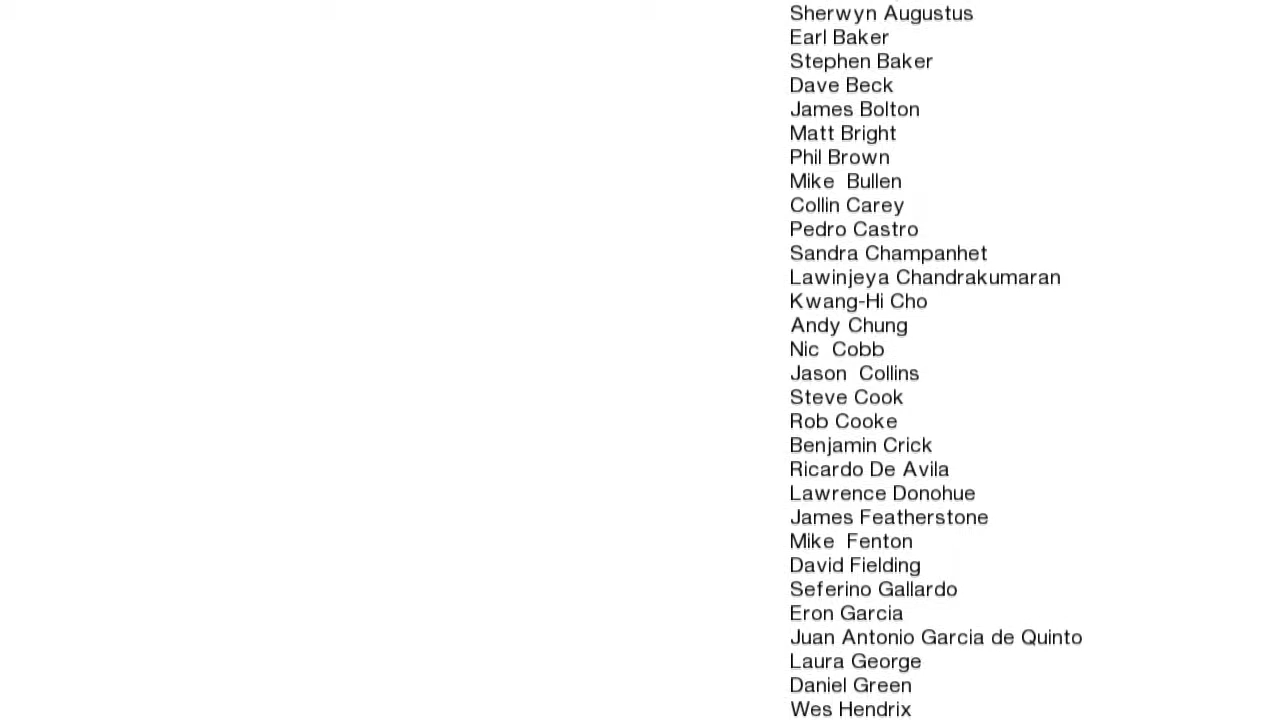 Sherwyn Augustus
Earl Baker
Stephen Baker
Dave Beck
James Bolton
Matt Bright
Phil Brown
Mike  Bullen
Collin Carey
Pedro Castro
Sandra Champanhet
Lawinjeya Chandrakumaran
Kwang-Hi Cho
Andy Chung
Nic  Cobb
Jason  Collins
Steve Cook
Rob Cooke
Benjamin Crick
Ricardo De Avila
Lawrence Donohue
James Featherstone
Mike  Fenton
David Fielding
Seferino Gallardo
Eron Garcia
Juan Antonio Garcia de Quinto
Laura George
Daniel Green
Wes Hendrix